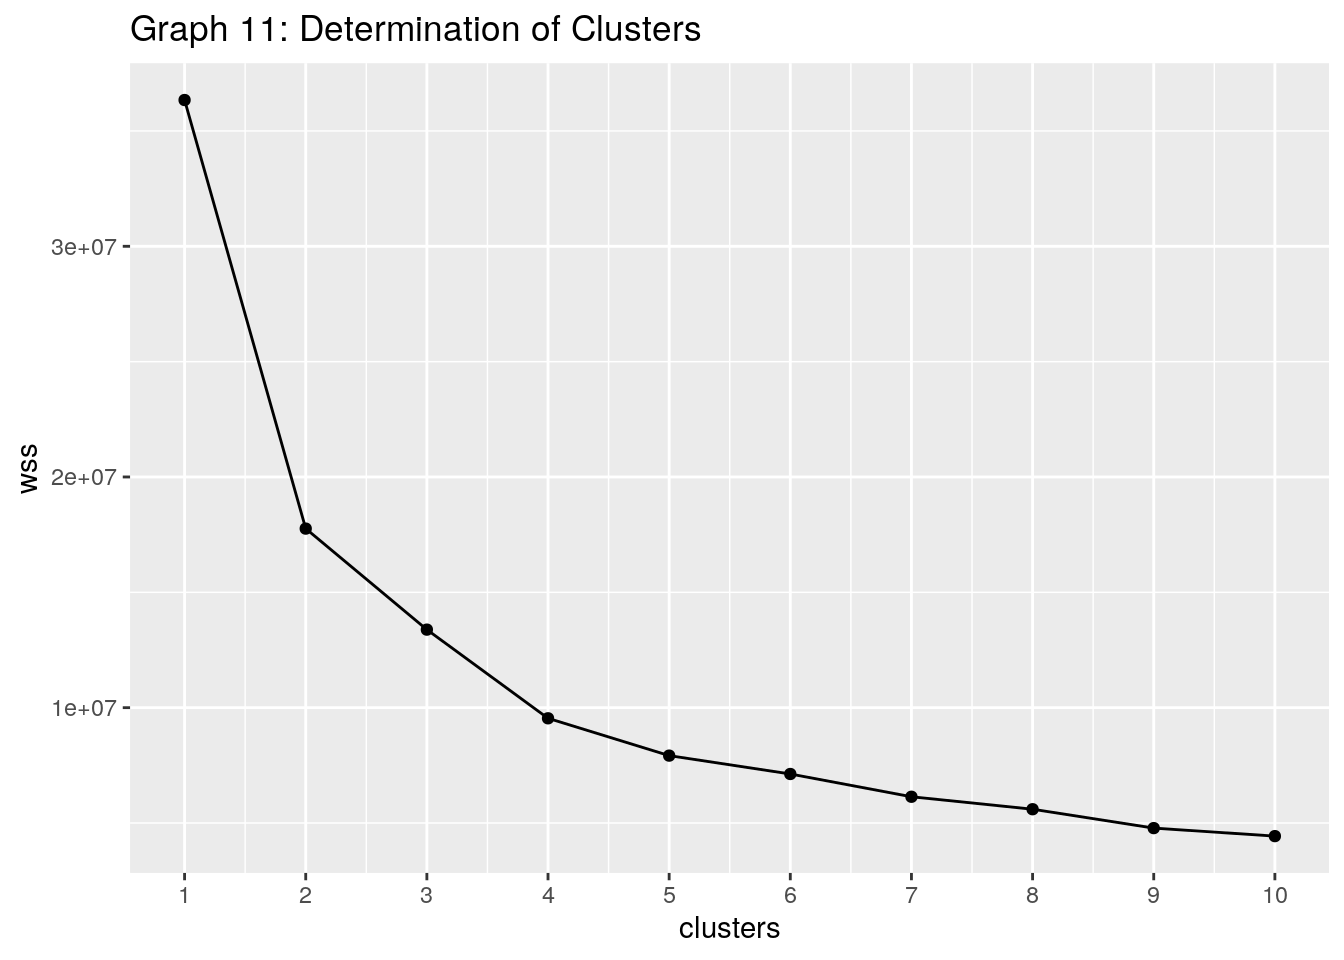 Graph 11: Determination of Clusters
wss
3e+07
2e+07
1e+07
1 2 3 4 5 6 7 8 9 10
clusters